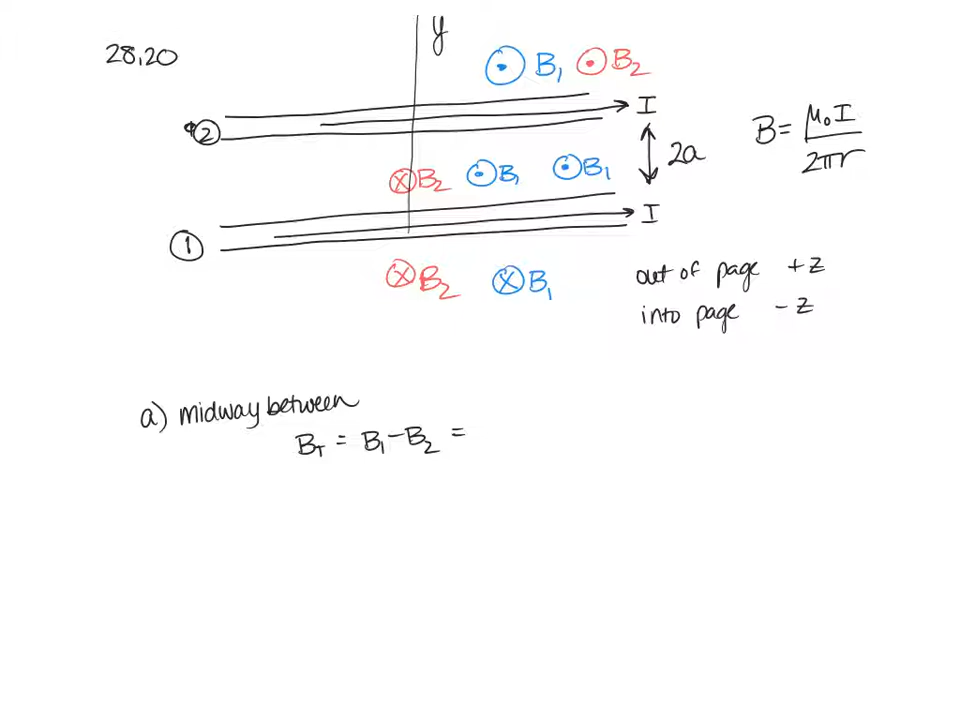 28.20
y
⊙ B₁ ⊙ B₂
② I
2a
B = μ₀I / 2πr
⊗ B₂ ⊙ B₁ ⊙ B₁
① I
⊗ B₂ ⊗ B₁
out of page +z
into page -z
a) midway between
B_T = B₁ - B₂ =